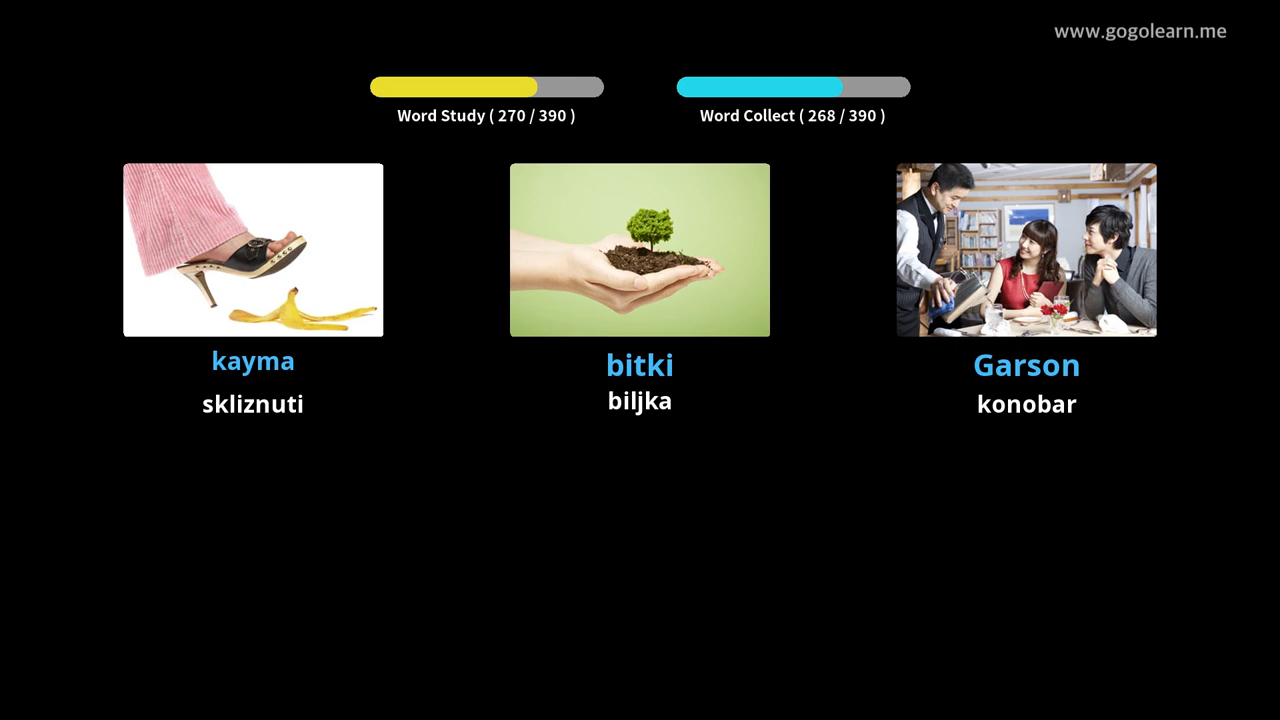 www.gogolearn.me
Word Study ( 270 / 390 )
Word Collect ( 268 / 390 )
kayma
skliznuti
bitki
biljka
Garson
konobar